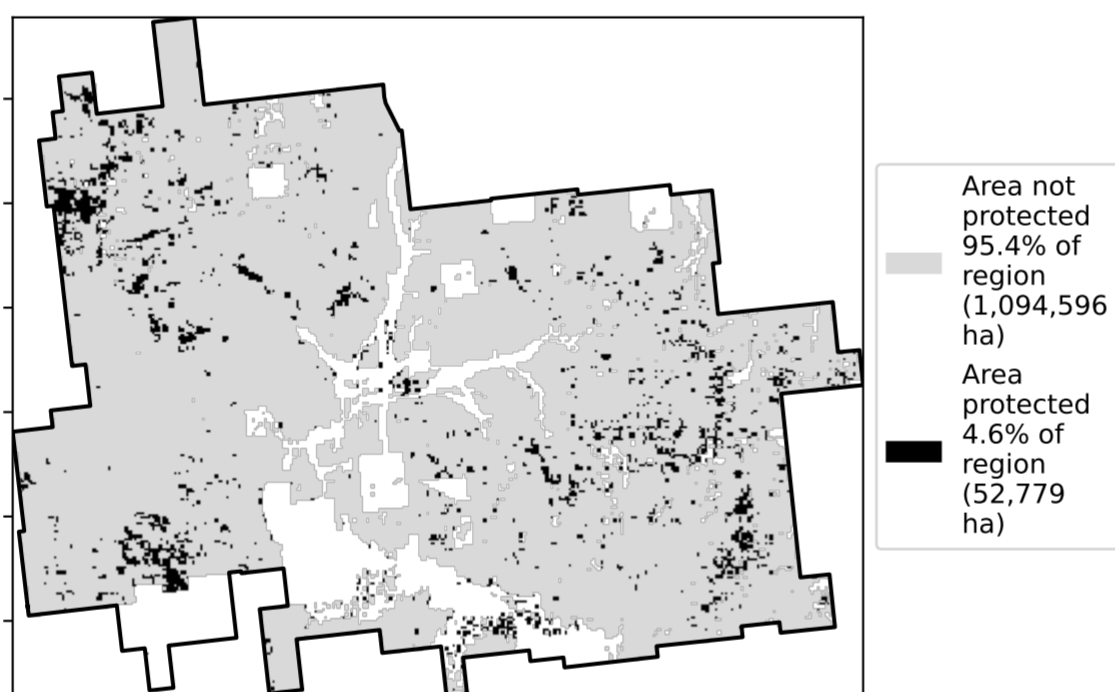 Area not
protected
95.4% of
region
(1,094,596
ha)
Area
protected
4.6% of
region
(52,779
ha)